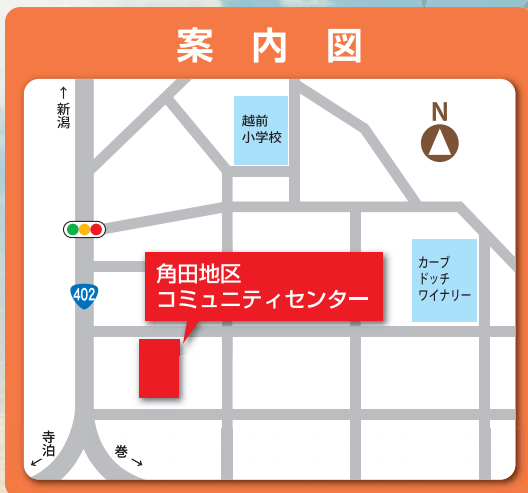 案内図
↑
新潟
越前
小学校
N
402
角田地区
コミュニティセンター
カーブ
ドッチ
ワイナリー
寺泊
↙
巻
↘